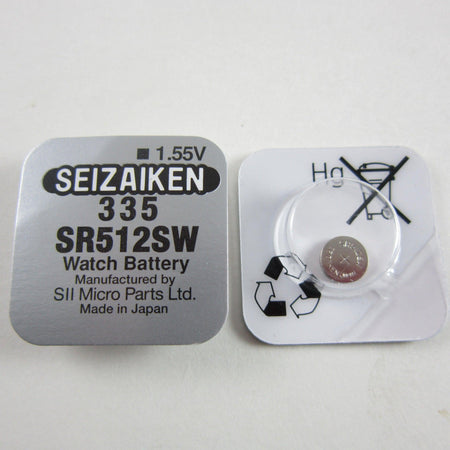 ■ 1.55V
SEIZAIKEN
335
SR512SW
Watch Battery
Manufactured by
SII Micro Parts Ltd.
Made in Japan
Hg